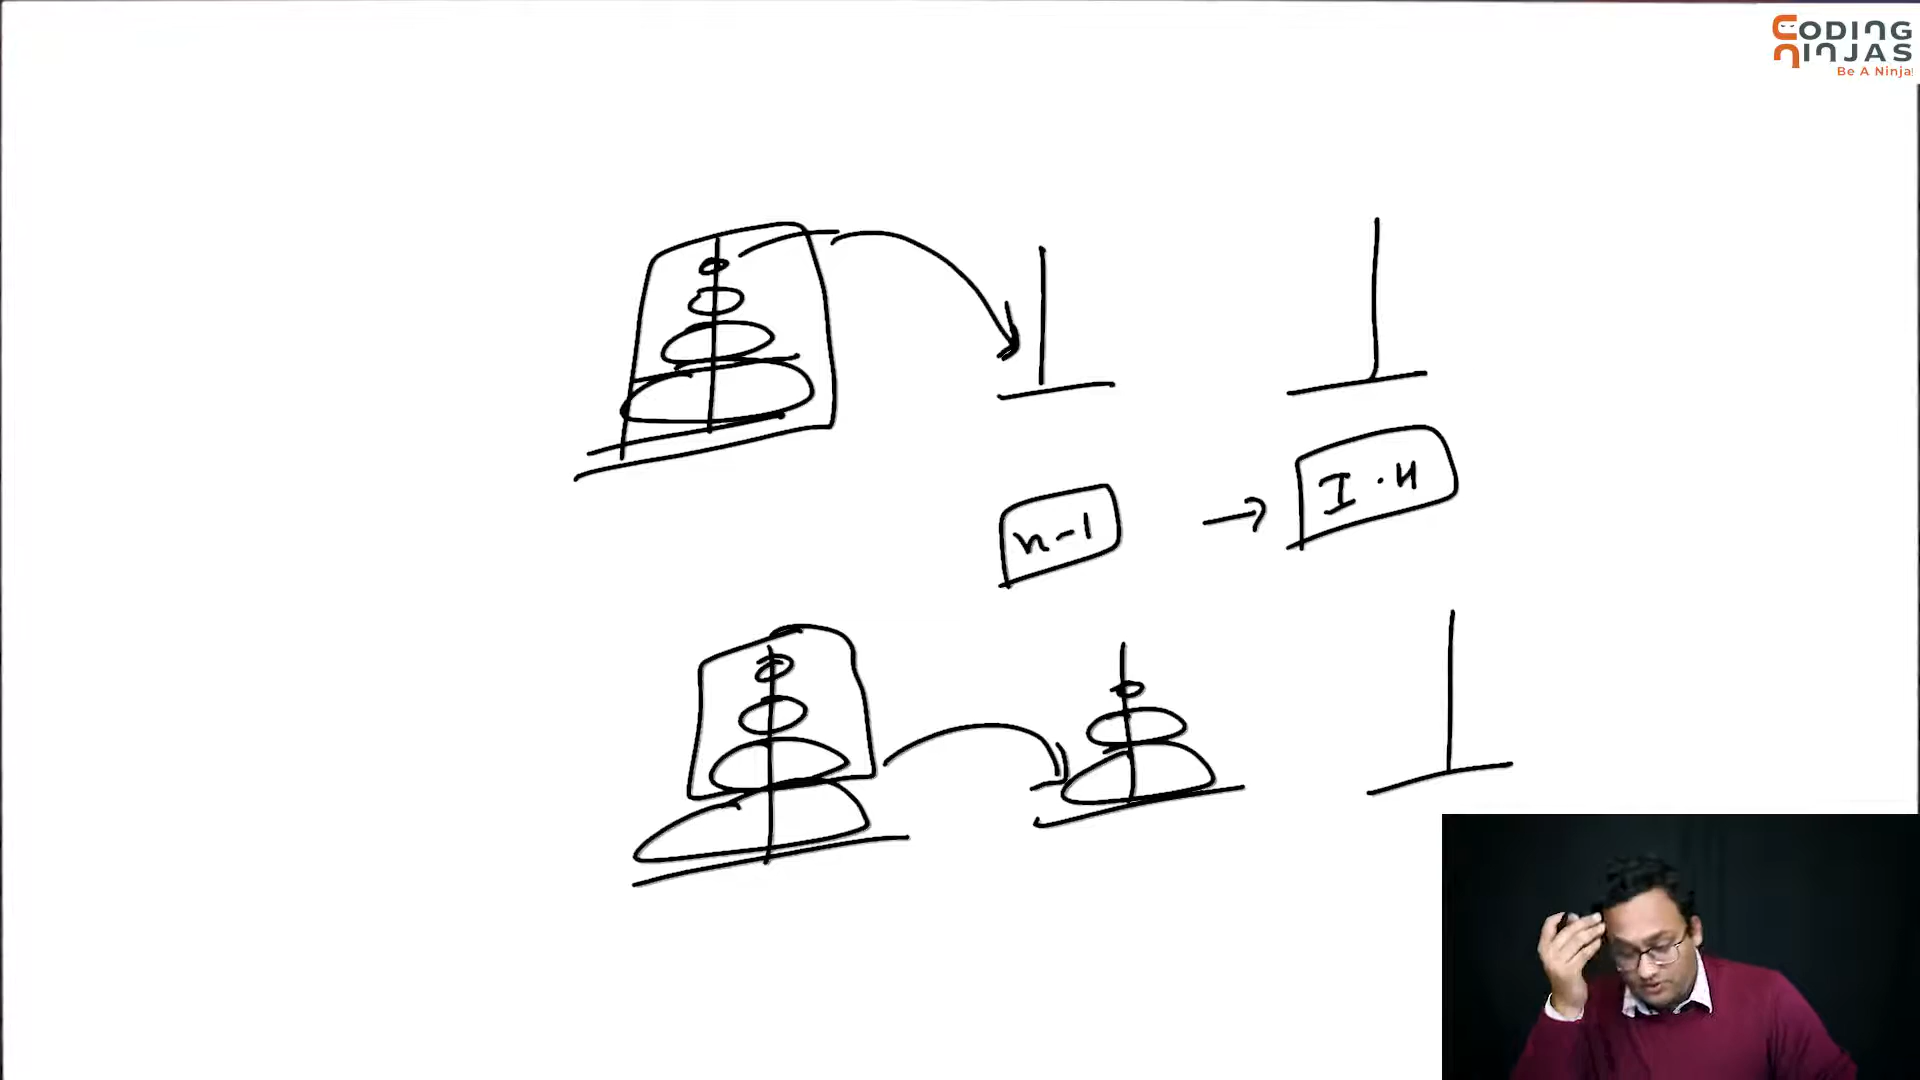 CODING
NINJAS
Be A Ninja!
n-1 → I.H